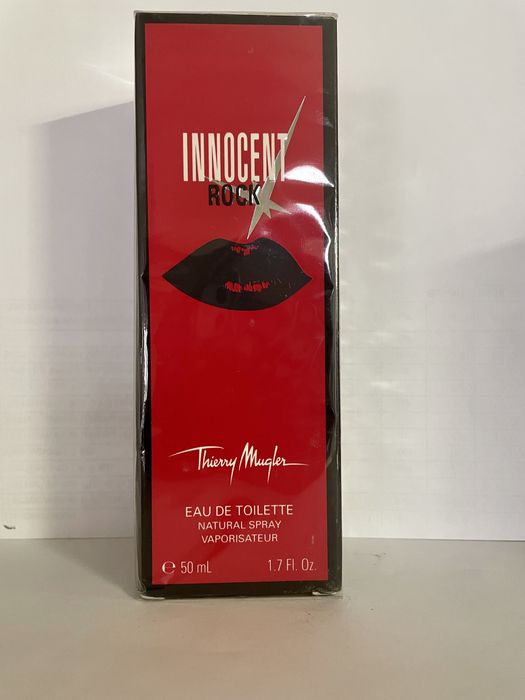 INNOCENT
ROCK
Thierry Mugler
EAU DE TOILETTE
NATURAL SPRAY
VAPORISATEUR
℮ 50 mL 1.7 Fl. Oz.